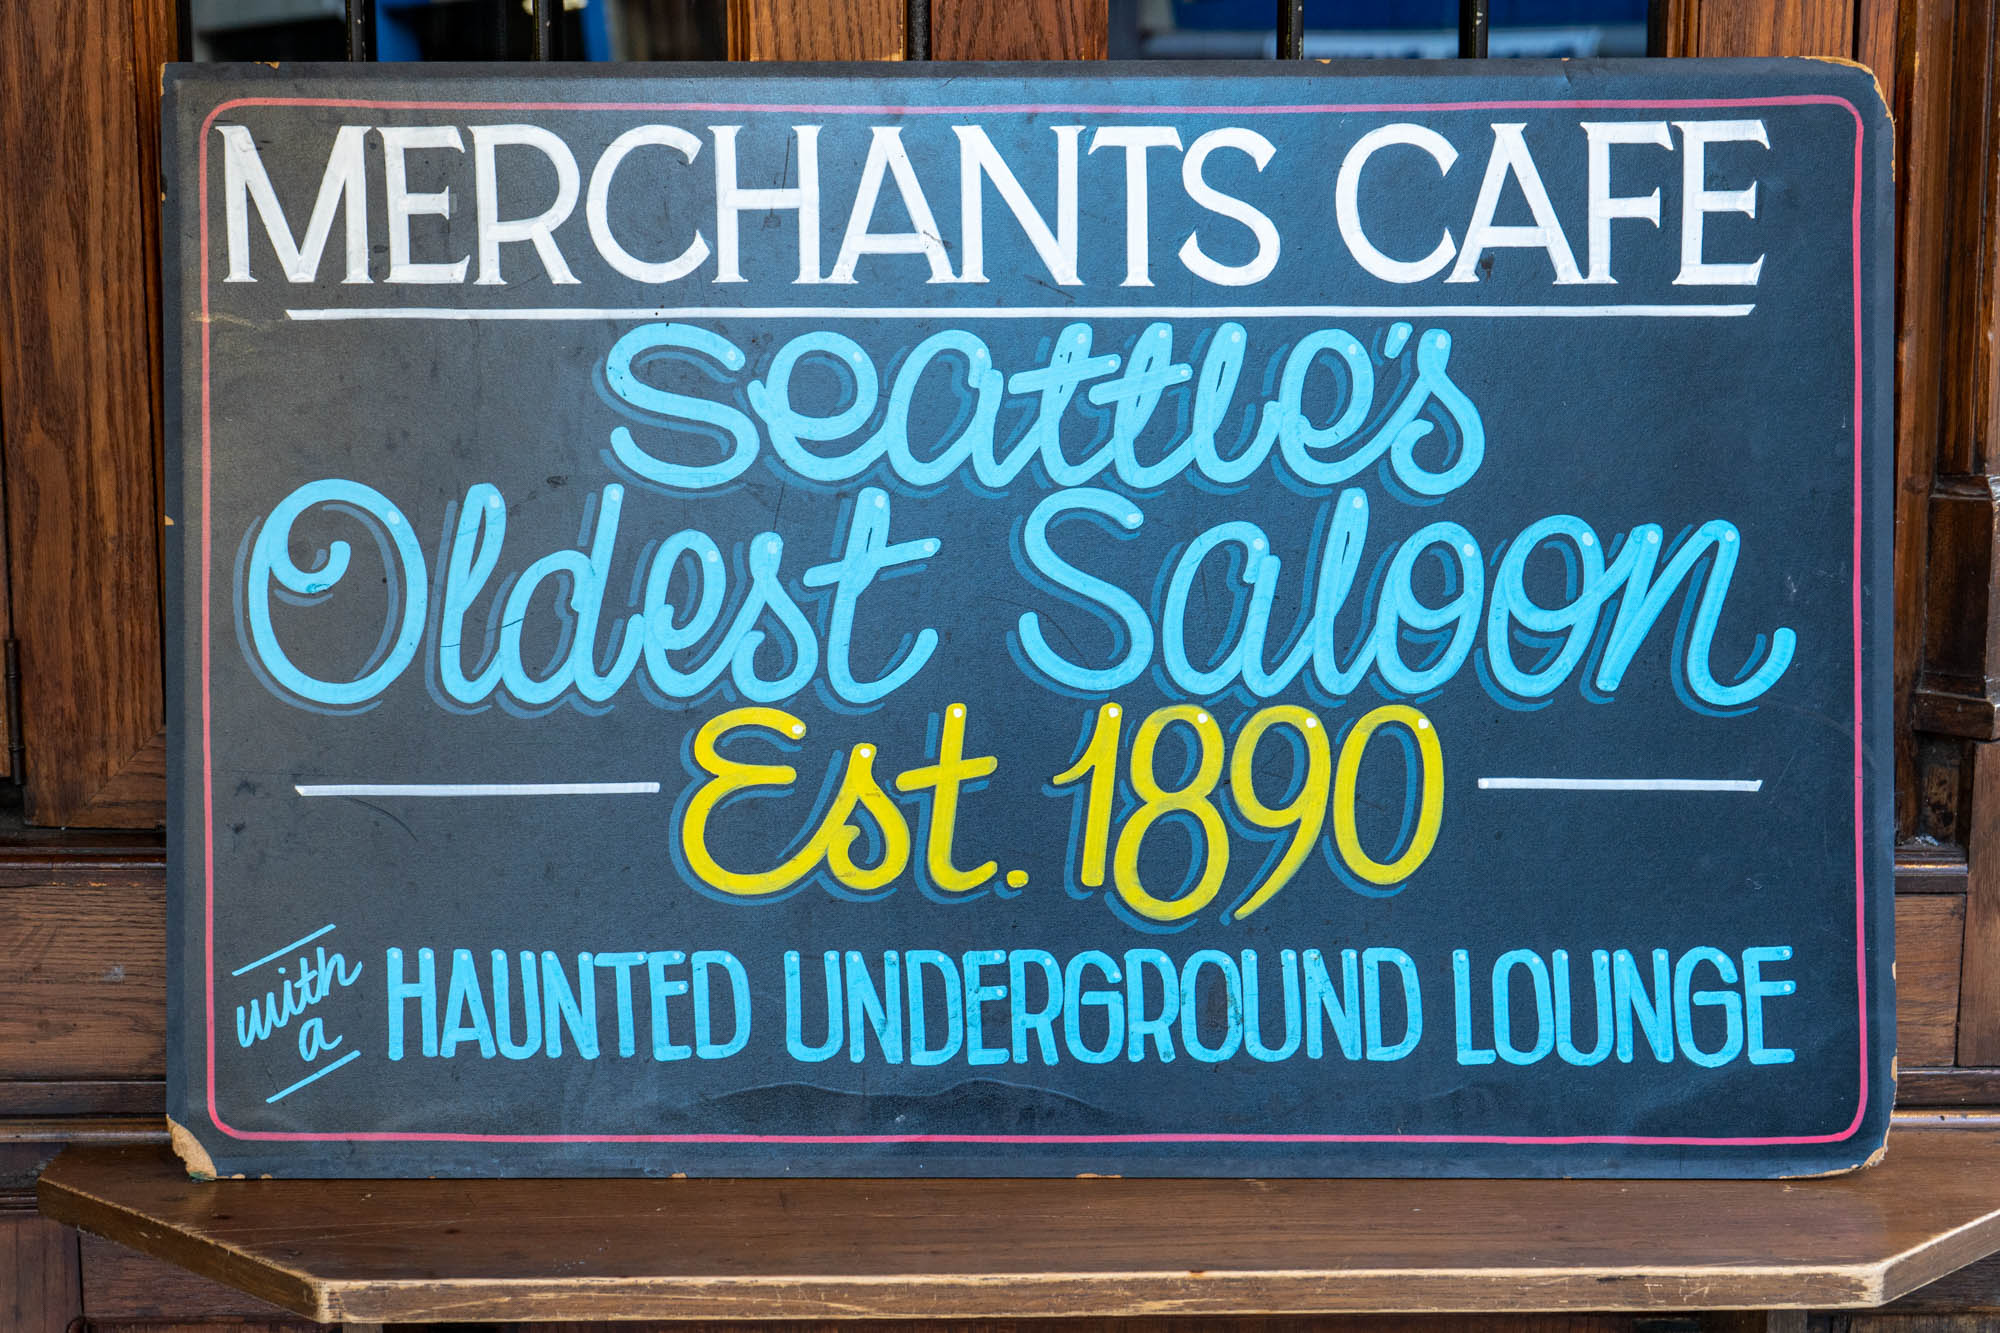 MERCHANTS CAFE
Seattle's
Oldest Saloon
Est. 1890
with
a
HAUNTED UNDERGROUND LOUNGE